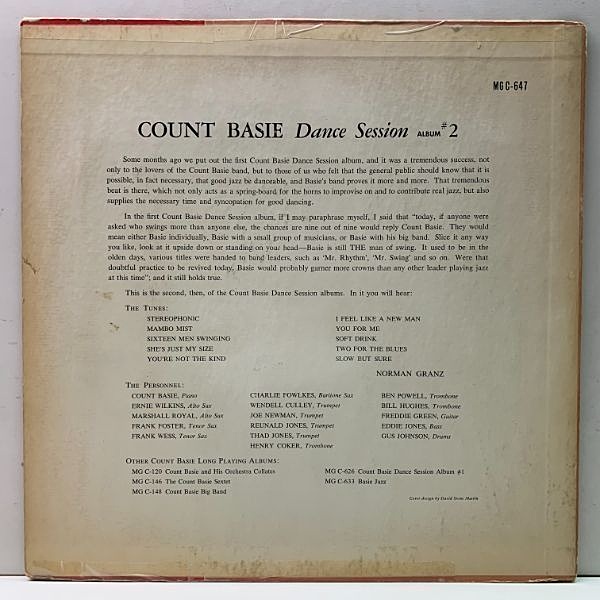 MG C-647
COUNT BASIE Dance Session ALBUM #2
Some months ago we put out the first Count Basie Dance Session album, and it was a tremendous success, not
only to the lovers of the Count Basie band, but to those of us who felt that the general public should know that it is
possible, in fact necessary, that good jazz be danceable, and Basie's band proves it more and more. That tremendous
beat is there, which not only acts as a spring-board for the horns to improvise on and to contribute real jazz, but also
supplies the necessary time and syncopation for good dancing.
In the first Count Basie Dance Session album, if I may paraphrase myself, I said that "today, if anyone were
asked who swings more than anyone else, the chances are nine out of nine would reply Count Basie. They would
mean either Basie individually, Basie with a small group of musicians, or Basie with his big band. Slice it any way
you like, look at it upside down or standing on your head—Basie is still THE man of swing. It used to be in the
olden days, various titles were handed to band leaders, such as 'Mr. Rhythm', 'Mr. Swing' and so on. Were that
doubtful practice to be revived today, Basie would probably garner more crowns than any other leader playing jazz
at this time"; and it still holds true.
This is the second, then, of the Count Basie Dance Session albums. In it you will hear:
THE TUNES:
STEREOPHONIC
MAMBO MIST
SIXTEEN MEN SWINGING
SHE'S JUST MY SIZE
YOU'RE NOT THE KIND
I FEEL LIKE A NEW MAN
YOU FOR ME
SOFT DRINK
TWO FOR THE BLUES
SLOW BUT SURE
NORMAN GRANZ
THE PERSONNEL:
COUNT BASIE, Piano
ERNIE WILKINS, Alto Sax
MARSHALL ROYAL, Alto Sax
FRANK FOSTER, Tenor Sax
FRANK WESS, Tenor Sax
CHARLIE FOWLKES, Baritone Sax
WENDELL CULLEY, Trumpet
JOE NEWMAN, Trumpet
REUNALD JONES, Trumpet
THAD JONES, Trumpet
HENRY COKER, Trombone
BEN POWELL, Trombone
BILL HUGHES, Trombone
FREDDIE GREEN, Guitar
EDDIE JONES, Bass
GUS JOHNSON, Drums
OTHER COUNT BASIE LONG PLAYING ALBUMS:
MG C-120 Count Basie and His Orchestra Collates
MG C-146 The Count Basie Sextet
MG C-148 Count Basie Big Band
MG C-626 Count Basie Dance Session Album #1
MG C-633 Basie Jazz
Cover design by David Stone Martin